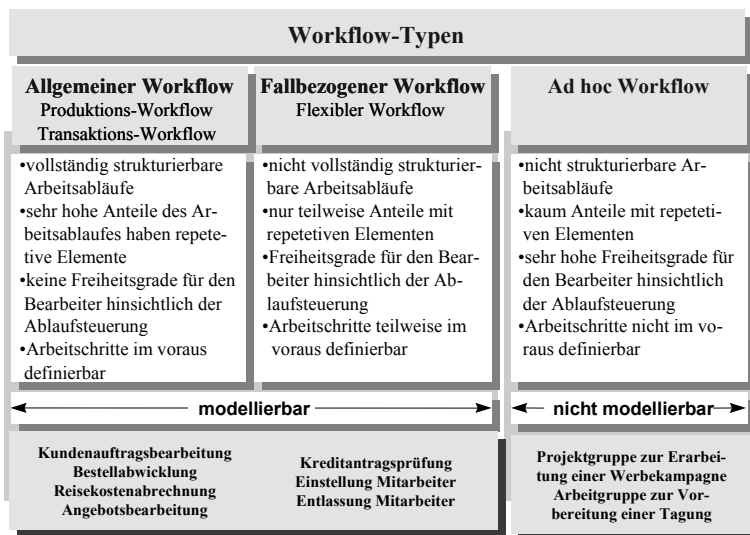 Workflow-Typen
Allgemeiner Workflow
Produktions-Workflow
Transaktions-Workflow
•vollständig strukturierbare
Arbeitsabläufe
•sehr hohe Anteile des Ar-
beitsablaufes haben repete-
tive Elemente
•keine Freiheitsgrade für den
Bearbeiter hinsichtlich der
Ablaufsteuerung
•Arbeitschritte im voraus
definierbar
Fallbezogener Workflow
Flexibler Workflow
•nicht vollständig strukturier-
bare Arbeitsabläufe
•nur teilweise Anteile mit
repetetiven Elementen
•Freiheitsgrade für den Bear-
beiter hinsichtlich der Ab-
laufsteuerung
•Arbeitschritte teilweise im
voraus definierbar
Ad hoc Workflow
•nicht strukturierbare Ar-
beitsabläufe
•kaum Anteile mit repeteti-
ven Elementen
•sehr hohe Freiheitsgrade für
den Bearbeiter hinsichtlich
der Ablaufsteuerung
•Arbeitschritte nicht im vo-
raus definierbar
modellierbar
nicht modellierbar
Kundenauftragsbearbeitung
Bestellabwicklung
Reisekostenabrechnung
Angebotsbearbeitung
Kreditantragsprüfung
Einstellung Mitarbeiter
Entlassung Mitarbeiter
Projektgruppe zur Erarbei-
tung einer Werbekampagne
Arbeitgruppe zur Vor-
bereitung einer Tagung